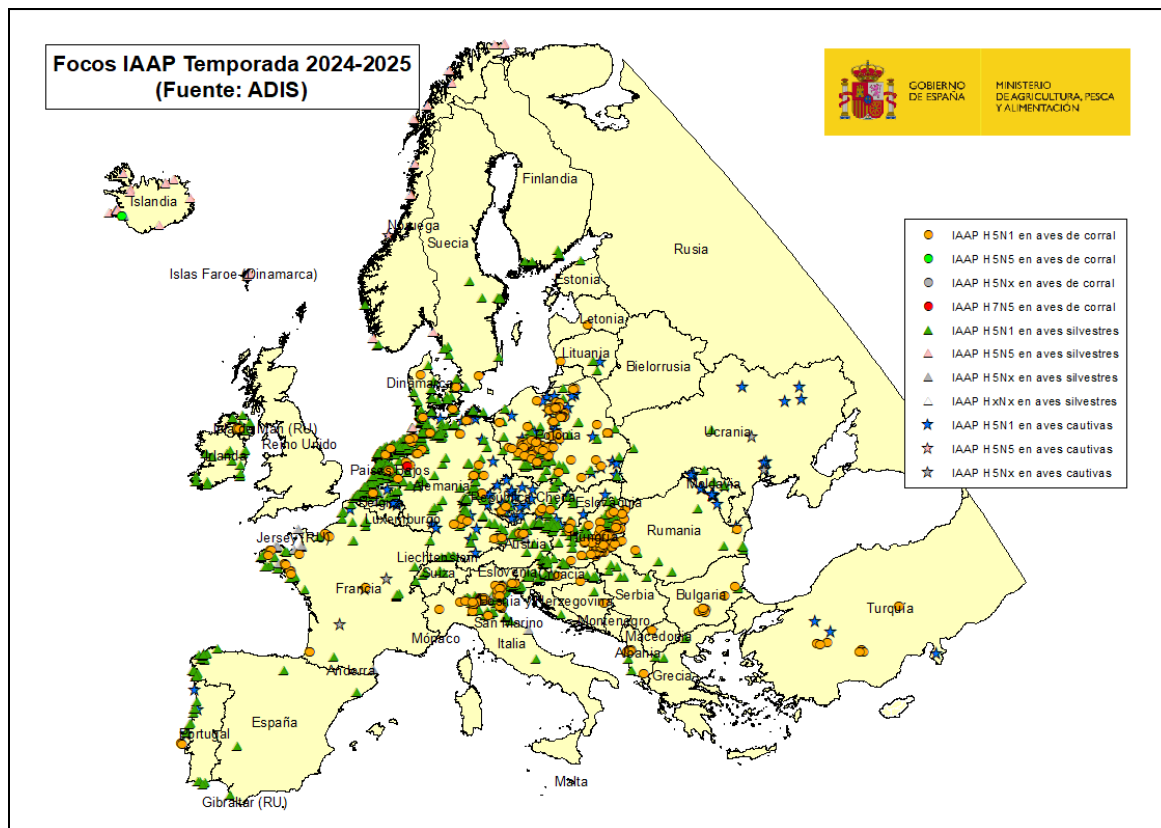 Focos IAAP Temporada 2024-2025
(Fuente: ADIS)
GOBIERNO
DE ESPAÑA
MINISTERIO
DE AGRICULTURA, PESCA
Y ALIMENTACIÓN
IAAP H5N1 en aves de corral
IAAP H5N5 en aves de corral
IAAP H5Nx en aves de corral
IAAP H7N5 en aves de corral
IAAP H5N1 en aves silvestres
IAAP H5N5 en aves silvestres
IAAP H5Nx en aves silvestres
IAAP HxNx en aves silvestres
IAAP H5N1 en aves cautivas
IAAP H5N5 en aves cautivas
IAAP H5Nx en aves cautivas
Finlandia
Islandia
Noruega
Suecia
Rusia
Islas Faroe (Dinamarca)
Estonia
Letonia
Lituania
Bielorrusia
Dinamarca
Man (RU)
Reino Unido
Irlanda
Polonia
Ucrania
Países Bajos
Alemania
Bélgica
República Checa
Moldavia
Eslovaquia
Luxemburgo
Jersey (RU)
Austria
Hungría
Rumania
Liechtenstein
Suiza
Eslovenia
Croacia
Francia
Bosnia y Herzegovina
Serbia
Bulgaria
Turquía
San Marino
Montenegro
Mónaco
Italia
Macedonia
Albania
Andorra
Grecia
España
Portugal
Malta
Gibraltar (RU)